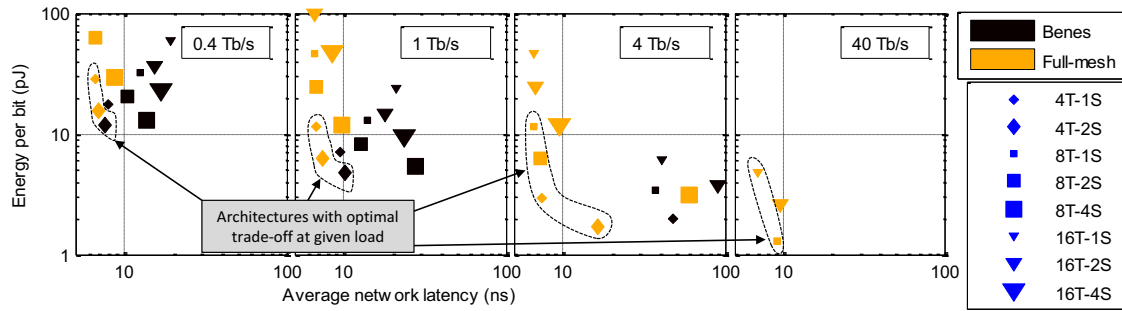 Energy per bit (pJ)
100
10
1
0.4 Tb/s
1 Tb/s
4 Tb/s
40 Tb/s
Architectures with optimal
trade-off at given load
10
100
10
100
10
100
10
100
Average network latency (ns)
Benes
Full-mesh
4T-1S
4T-2S
8T-1S
8T-2S
8T-4S
16T-1S
16T-2S
16T-4S